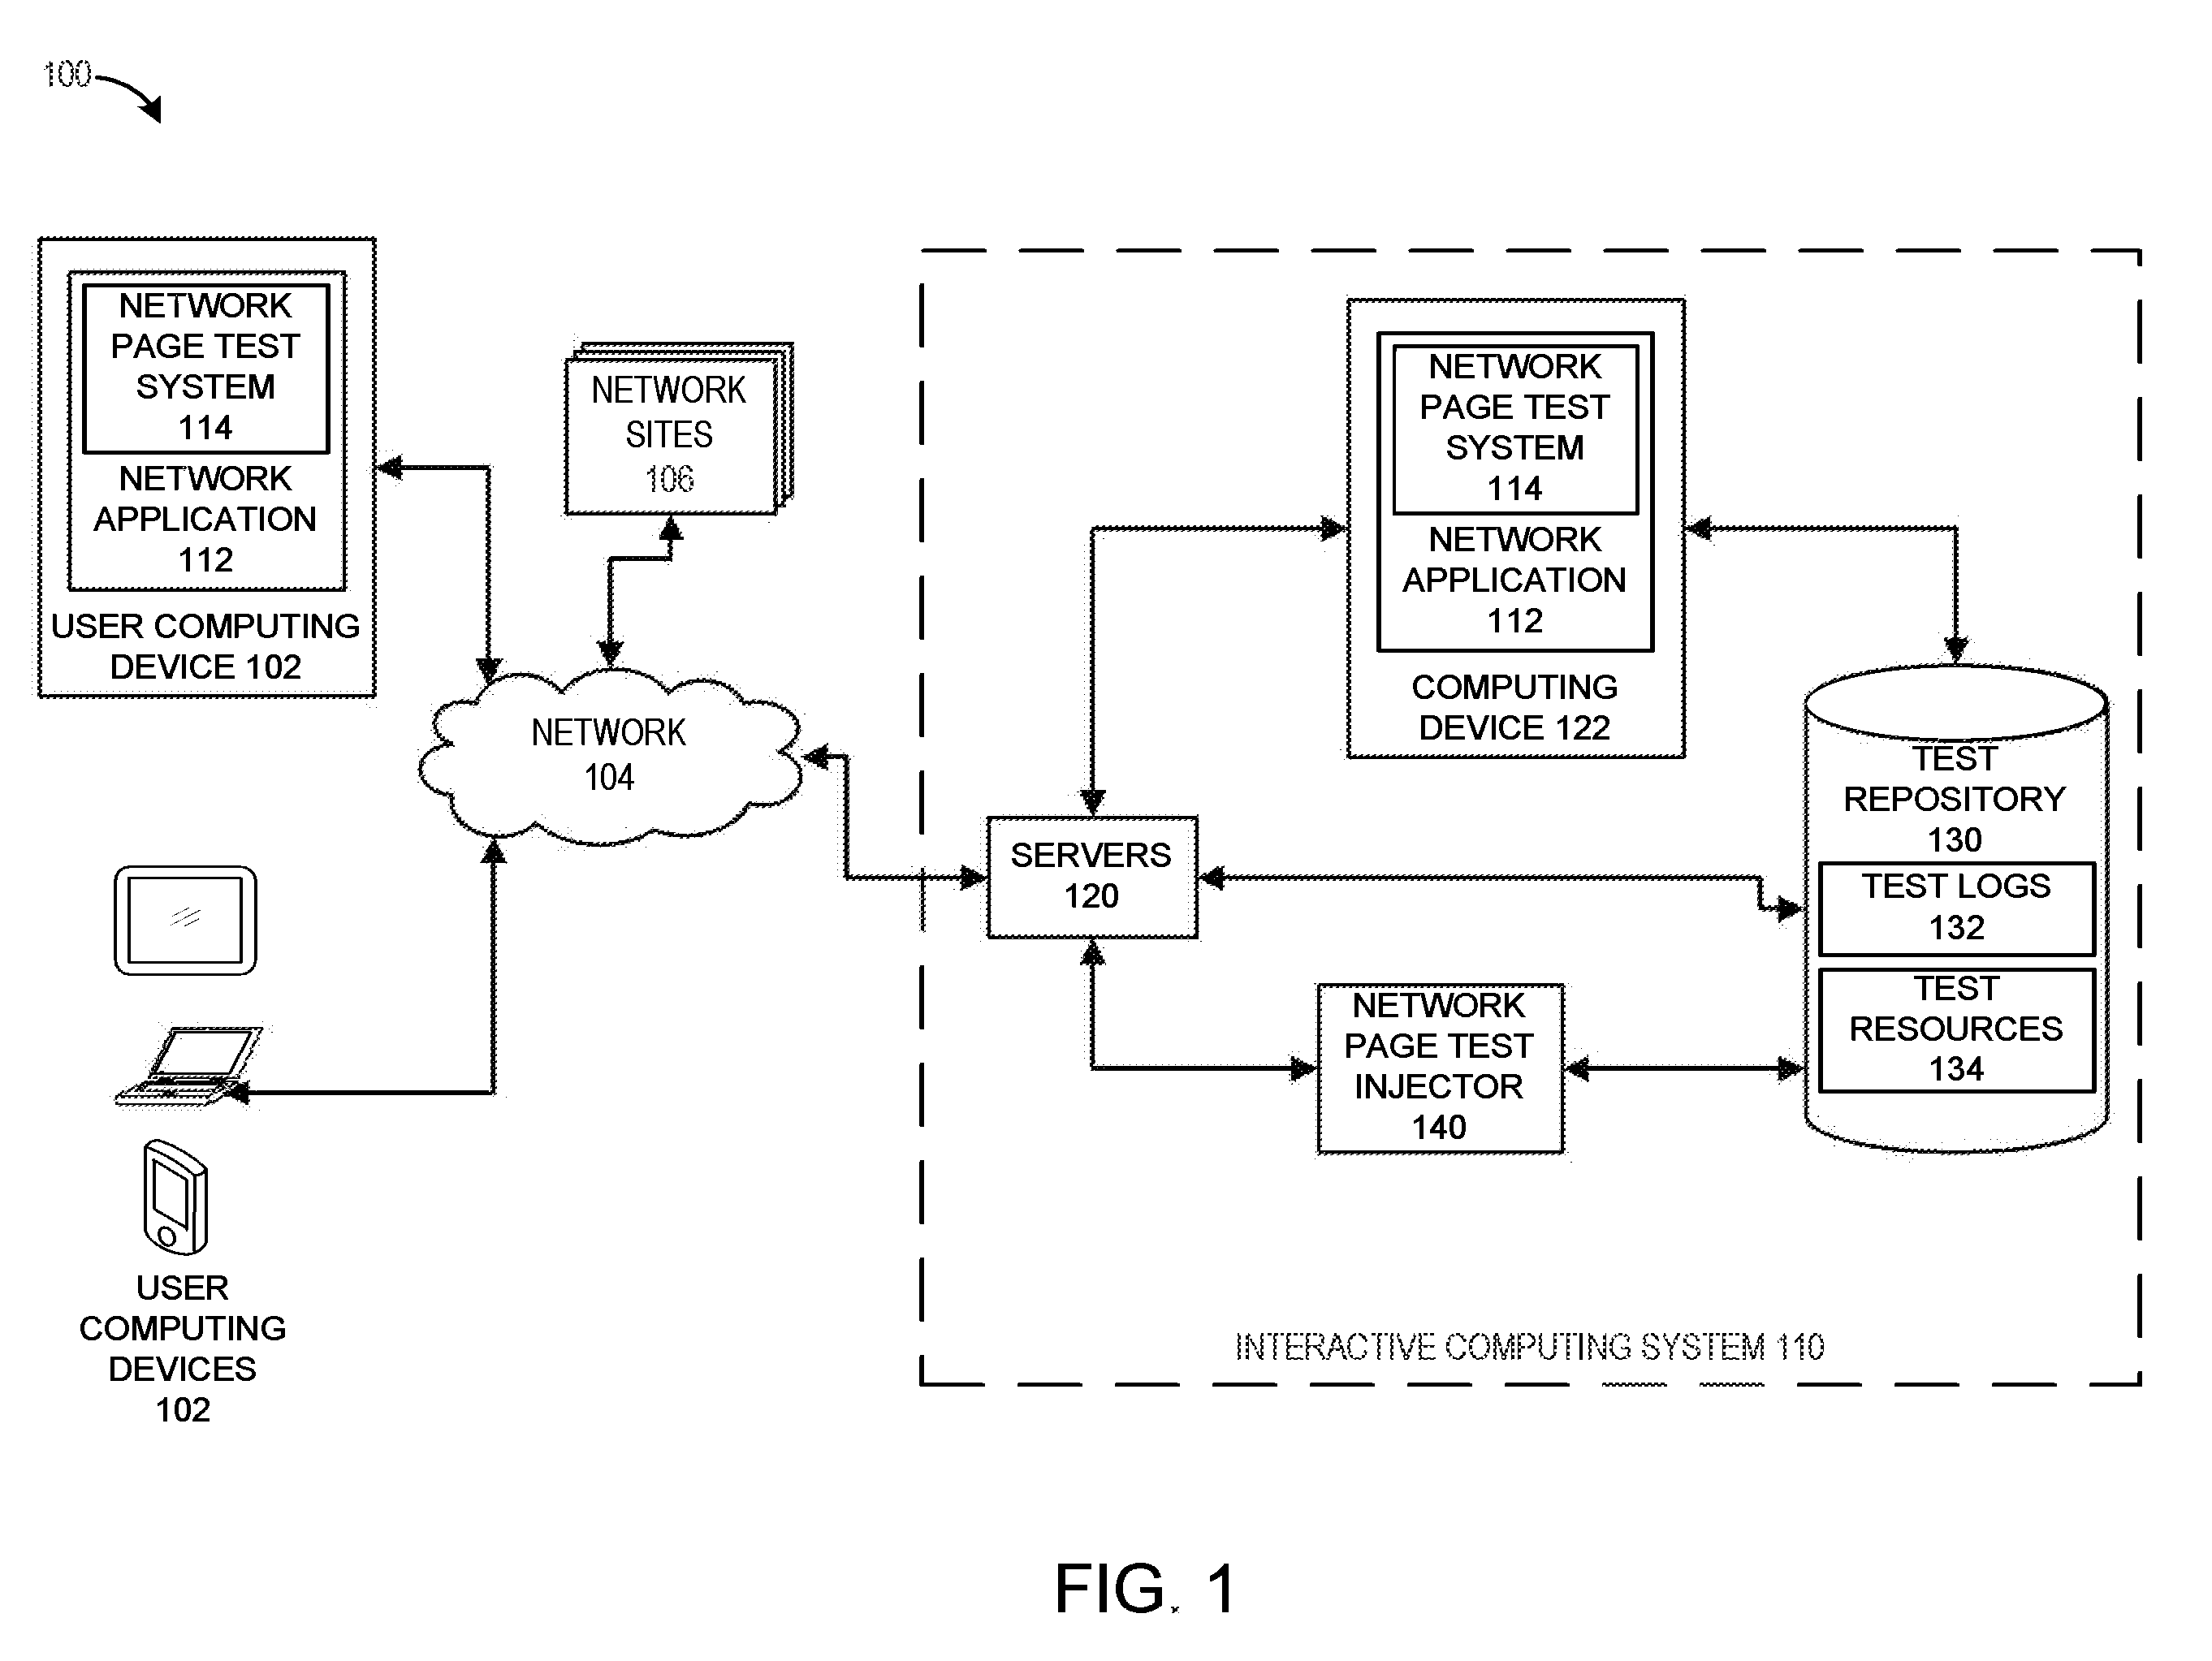 100
NETWORK
PAGE TEST
SYSTEM
114
NETWORK
APPLICATION
112
USER COMPUTING
DEVICE 102
NETWORK
SITES
106
NETWORK
104
USER
COMPUTING
DEVICES
102
NETWORK
PAGE TEST
SYSTEM
114
NETWORK
APPLICATION
112
COMPUTING
DEVICE 122
SERVERS
120
TEST
REPOSITORY
130
TEST LOGS
132
TEST
RESOURCES
134
NETWORK
PAGE TEST
INJECTOR
140
INTERACTIVE COMPUTING SYSTEM 110
FIG. 1